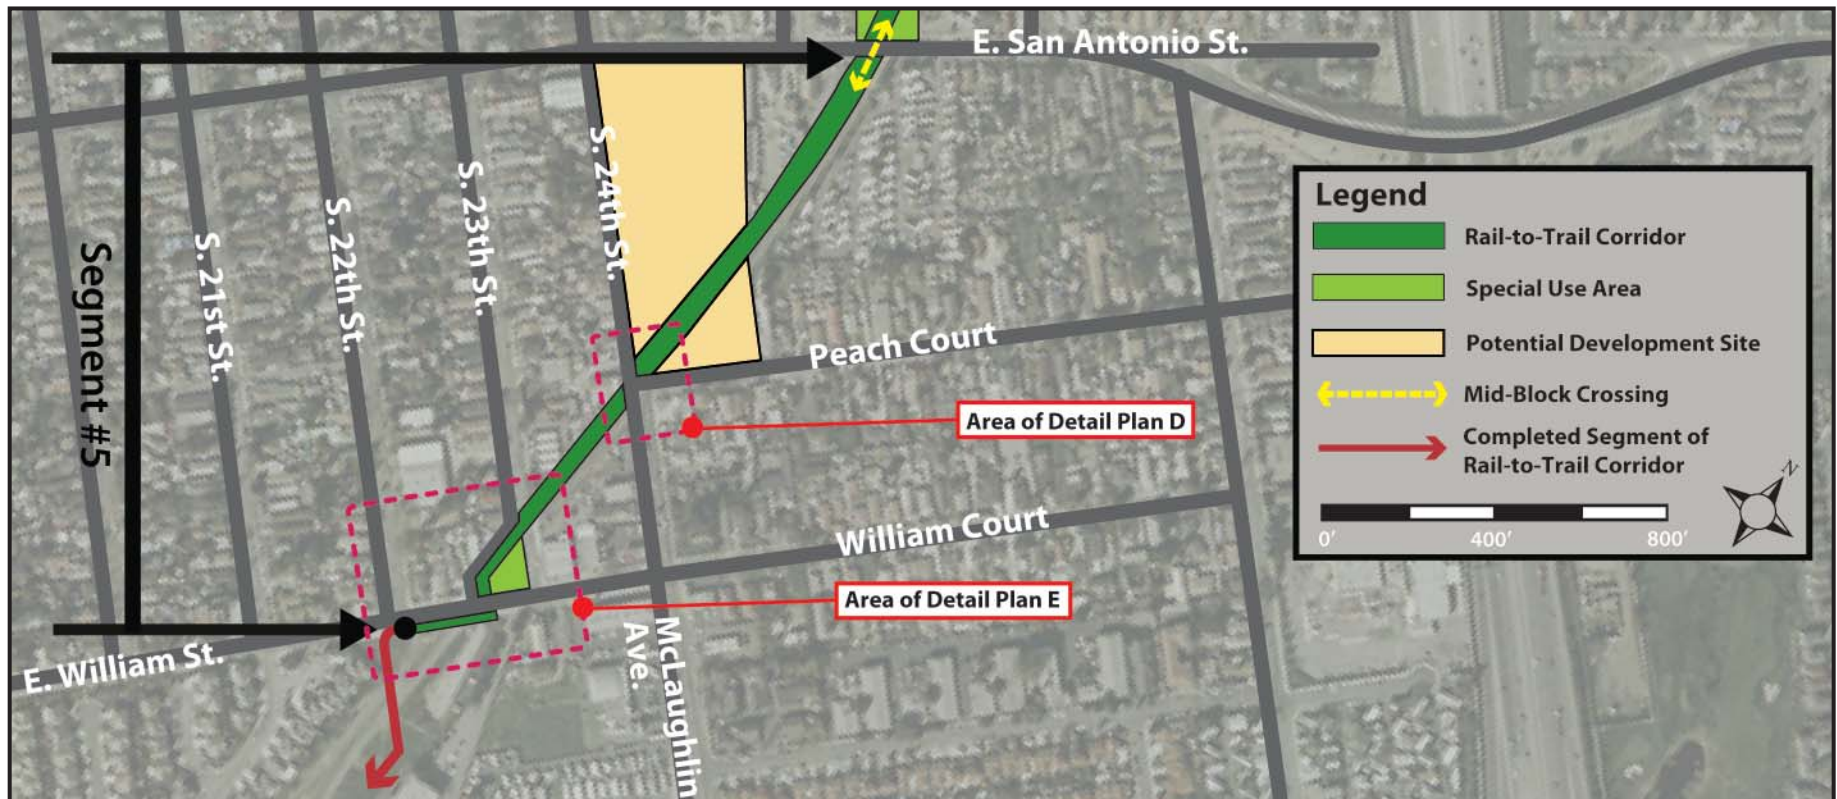 E. San Antonio St.
S. 24th St.
S. 23th St.
S. 22th St.
S. 21st St.
Segment #5
Peach Court
Area of Detail Plan D
William Court
Area of Detail Plan E
E. William St.
McLaughlin
Ave.
Legend
Rail-to-Trail Corridor
Special Use Area
Potential Development Site
Mid-Block Crossing
Completed Segment of
Rail-to-Trail Corridor
N
0' 400' 800'